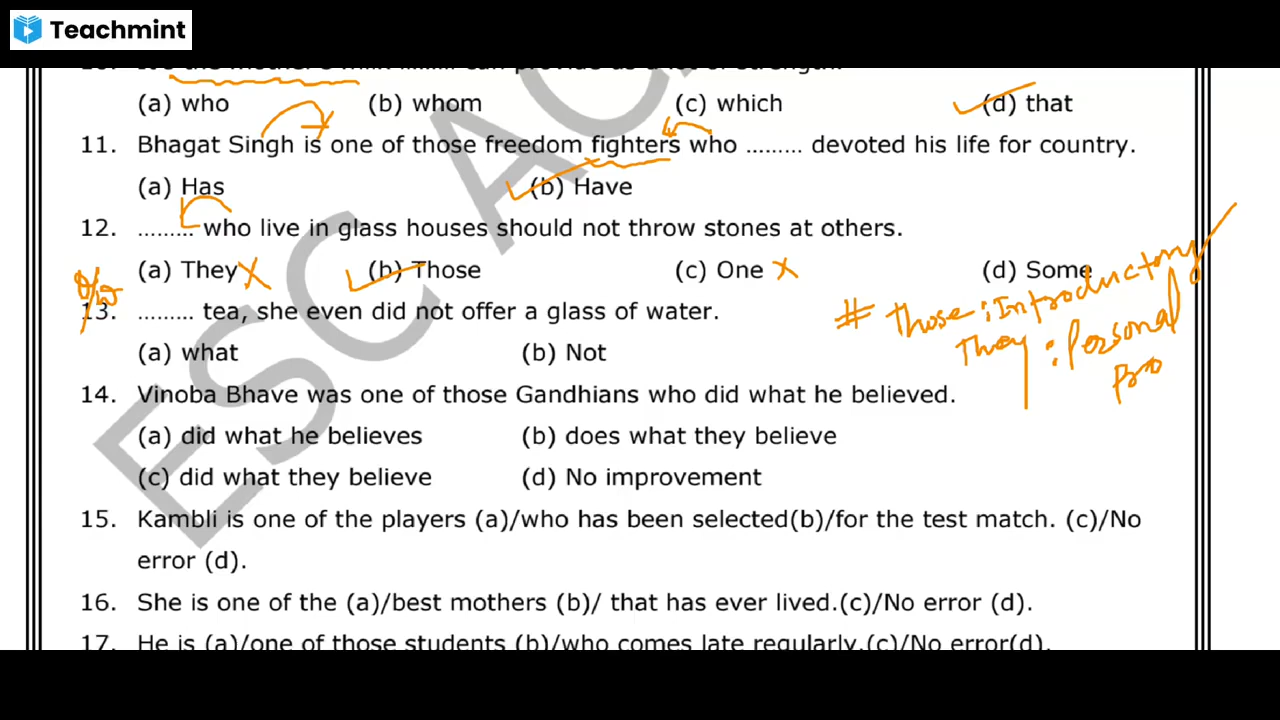 Teachmint
(a) who (b) whom (c) which (d) that
11. Bhagat Singh is one of those freedom fighters who ......... devoted his life for country.
(a) Has (b) Have
12. ......... who live in glass houses should not throw stones at others.
(a) They X (b) Those (c) One X (d) Some
13. ......... tea, she even did not offer a glass of water.
# Those : Introductory
(a) what (b) Not
They : Personal
Pro
14. Vinoba Bhave was one of those Gandhians who did what he believed.
(a) did what he believes (b) does what they believe
(c) did what they believe (d) No improvement
15. Kambli is one of the players (a)/who has been selected(b)/for the test match. (c)/No
error (d).
16. She is one of the (a)/best mothers (b)/ that has ever lived.(c)/No error (d).
17. He is (a)/one of those students (b)/who comes late regularly.(c)/No error(d).
ESC AC